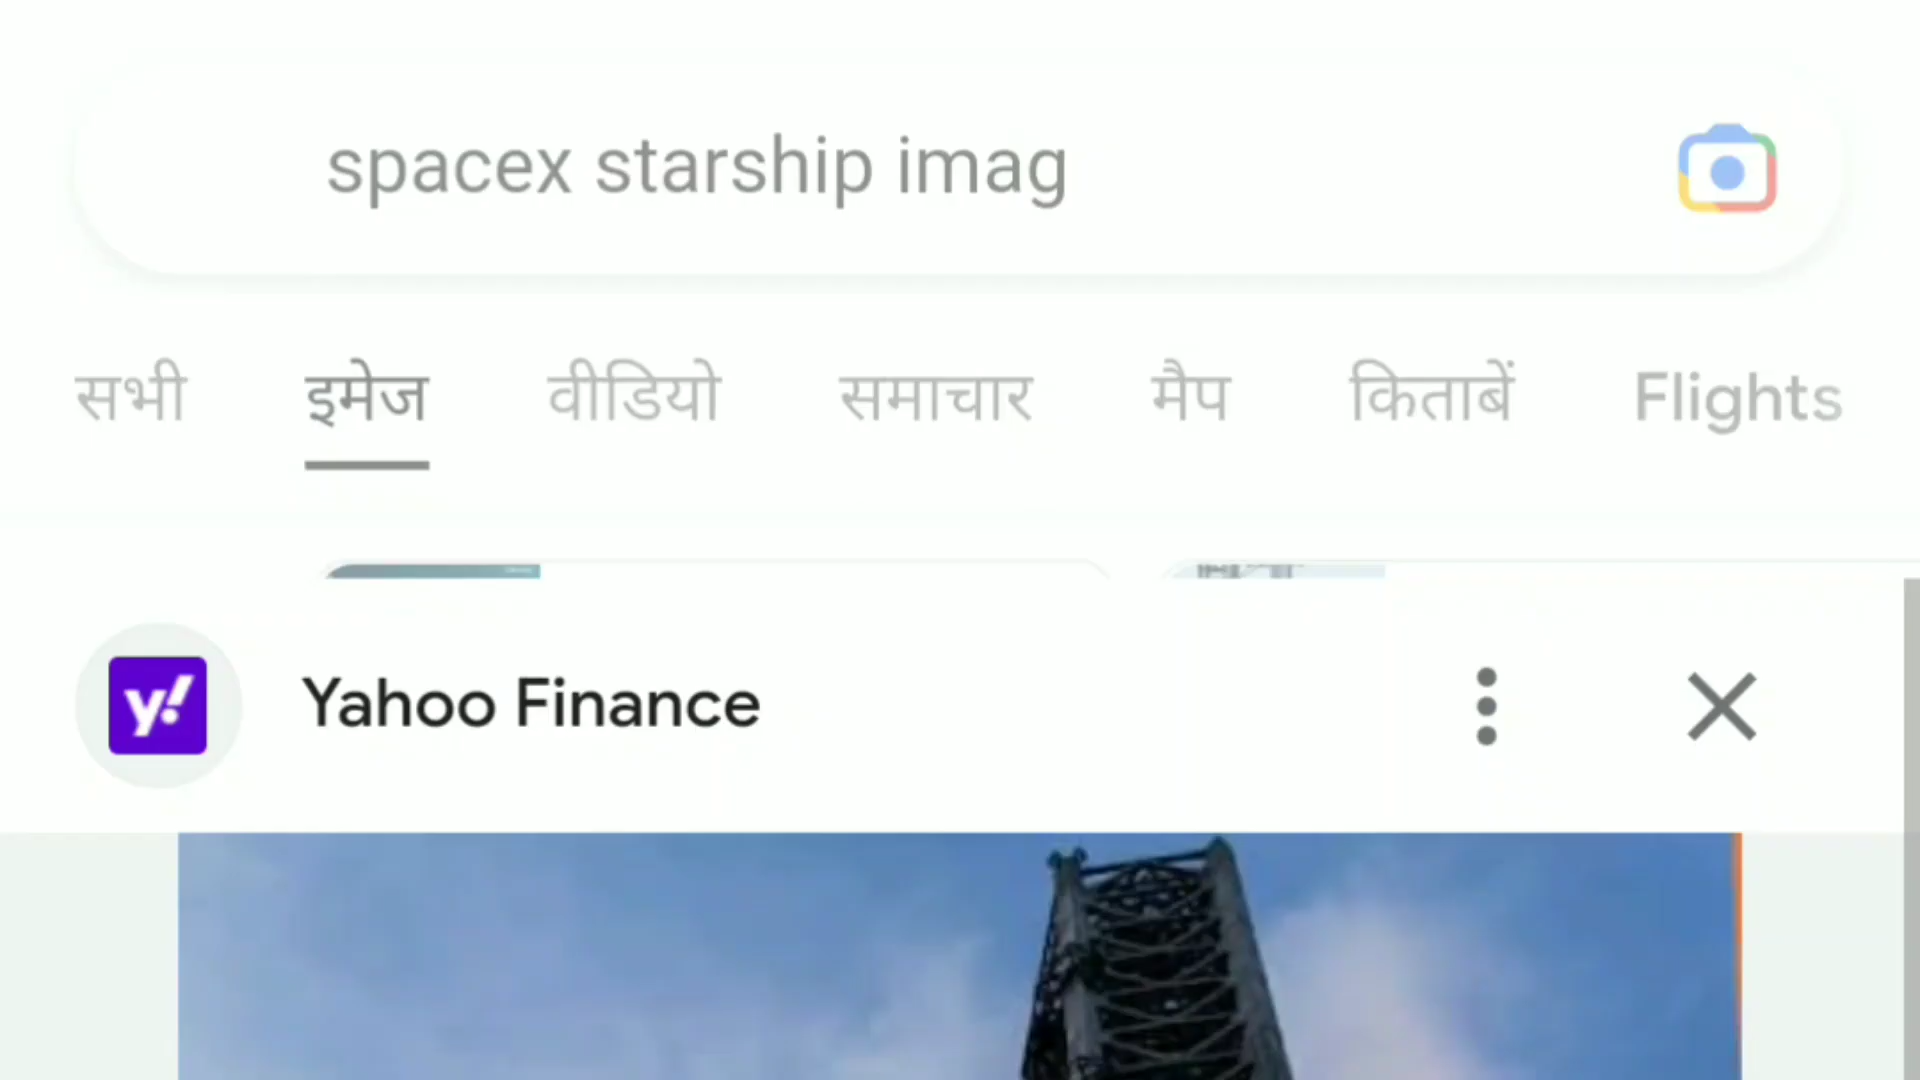 spacex starship imag
सभी इमेज वीडियो समाचार मैप किताबें Flights
y!
Yahoo Finance